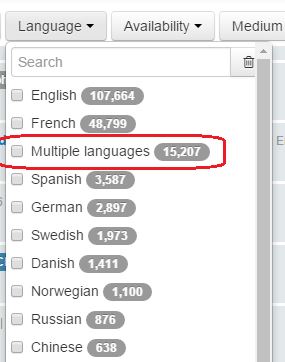 Language Availability Medium
Search
English 107,664
French 48,799
Multiple languages 15,207
Spanish 3,587
German 2,897
Swedish 1,973
Danish 1,411
Norwegian 1,100
Russian 876
Chinese 638